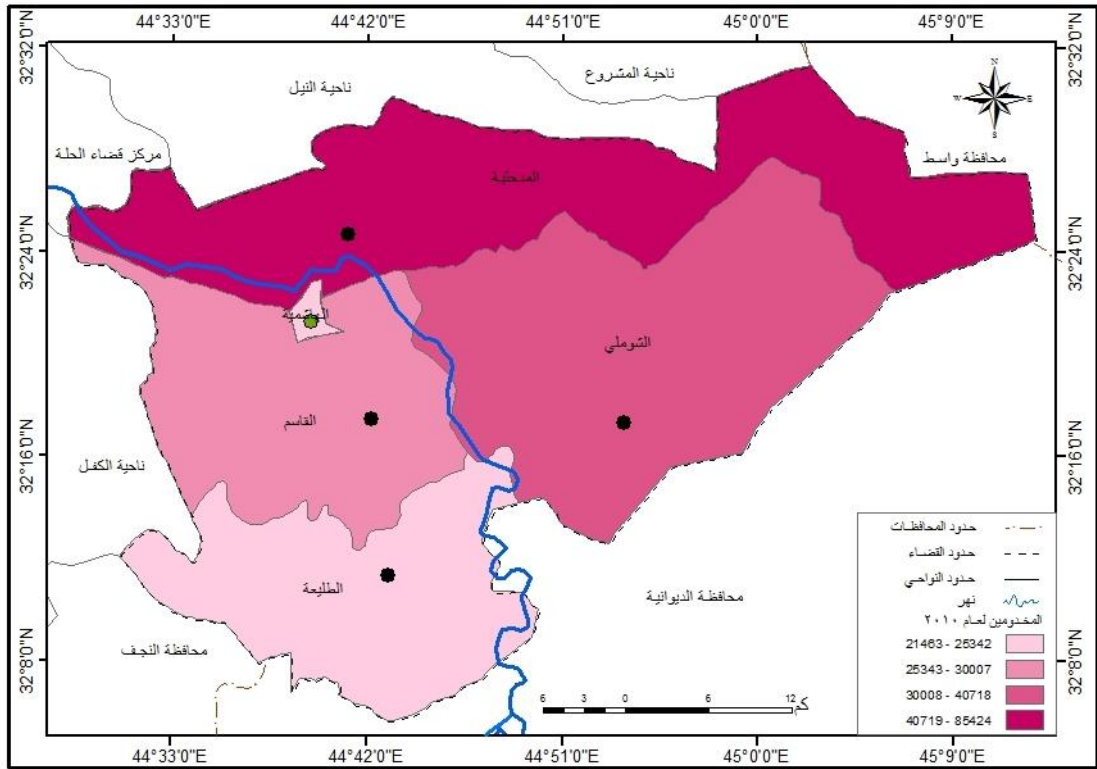 44°33'0"E 44°42'0"E 44°51'0"E 45°0'0"E 45°9'0"E
32°32'0"N 32°32'0"N
ناحية المشروع
ناحية النيل
N
W E
S
مركز قضاء الحلة
محافظة واسط
المدحتية
32°24'0"N 32°24'0"N
الهاشمية
الشوملي
القاسم
32°16'0"N 32°16'0"N
ناحية الكفل
الطليعة
محافظة الديوانية
محافظة النجف
حدود المحافظات
حدود القضاء
حدود النواحي
نهر
المخدومين لعام ٢٠١٠
21463 - 25342
25343 - 30007
30008 - 40718
40719 - 85424
32°8'0"N 32°8'0"N
6 3 0 6 12
كم
44°33'0"E 44°42'0"E 44°51'0"E 45°0'0"E 45°9'0"E